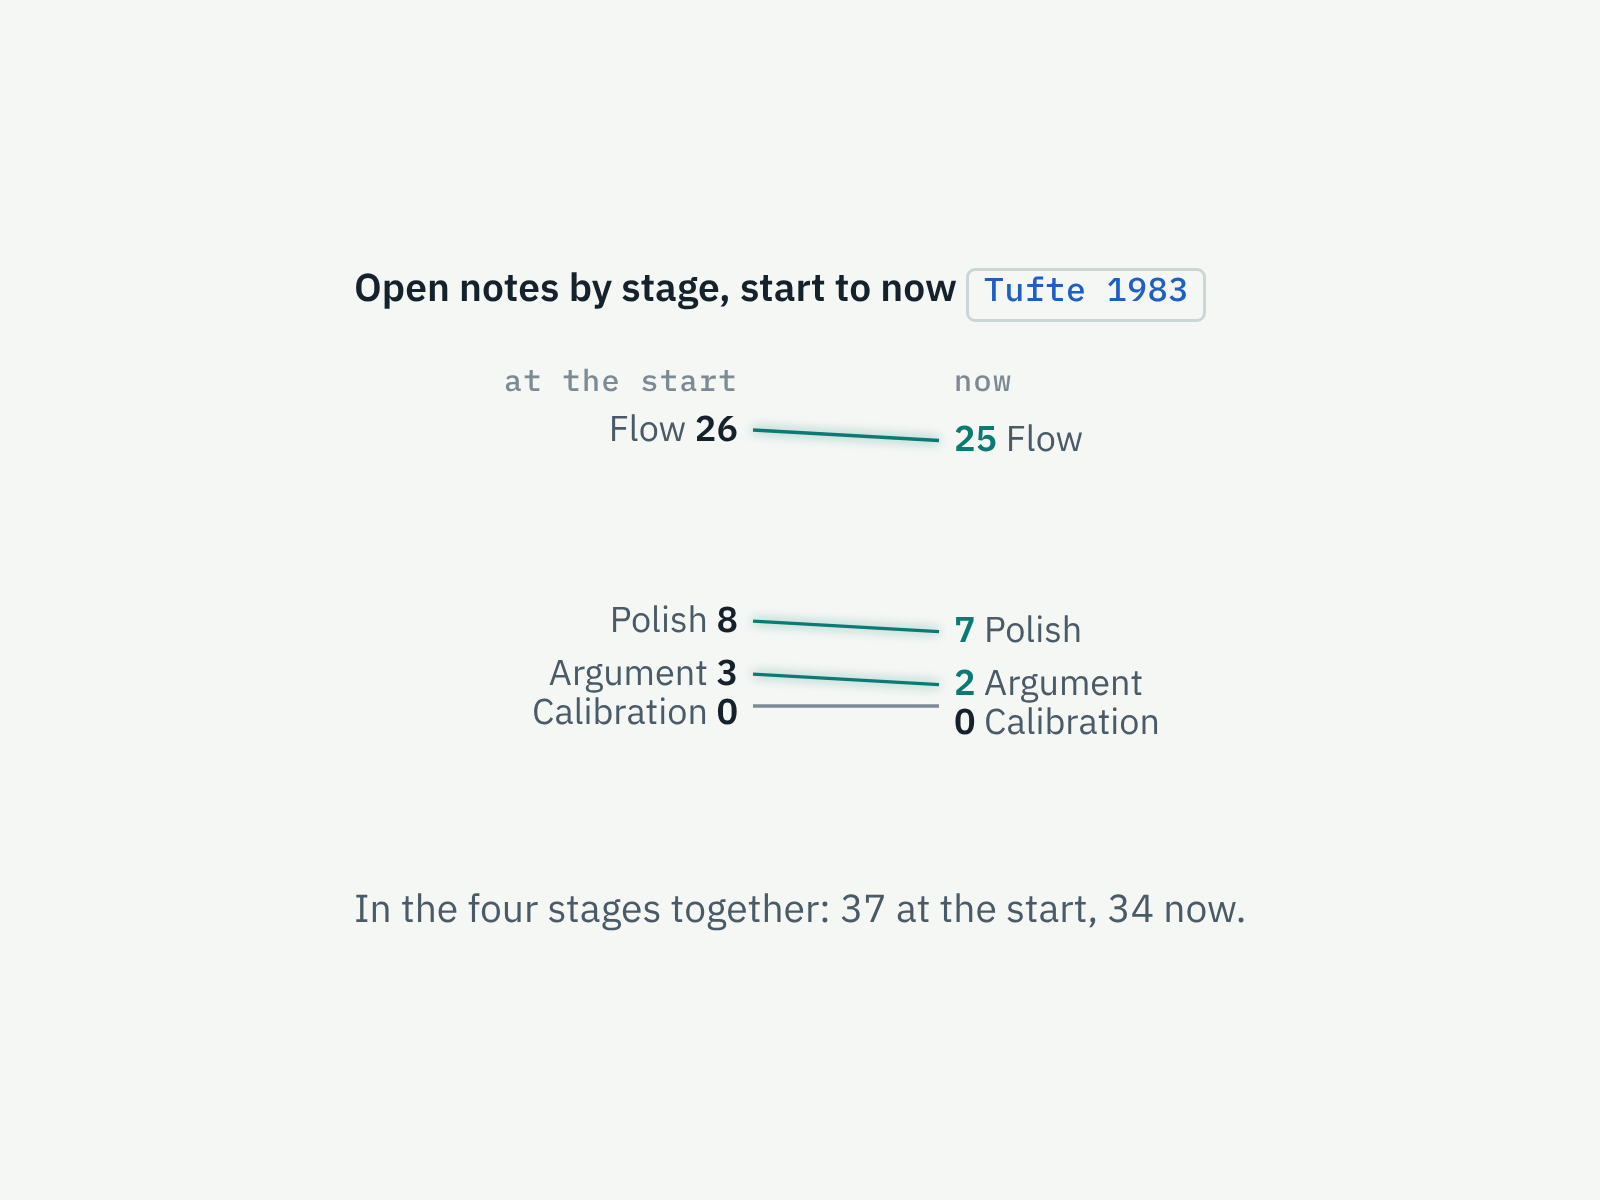 Open notes by stage, start to now Tufte 1983
at the start now
Flow 26 25 Flow
Polish 8 7 Polish
Argument 3 2 Argument
Calibration 0 0 Calibration
In the four stages together: 37 at the start, 34 now.